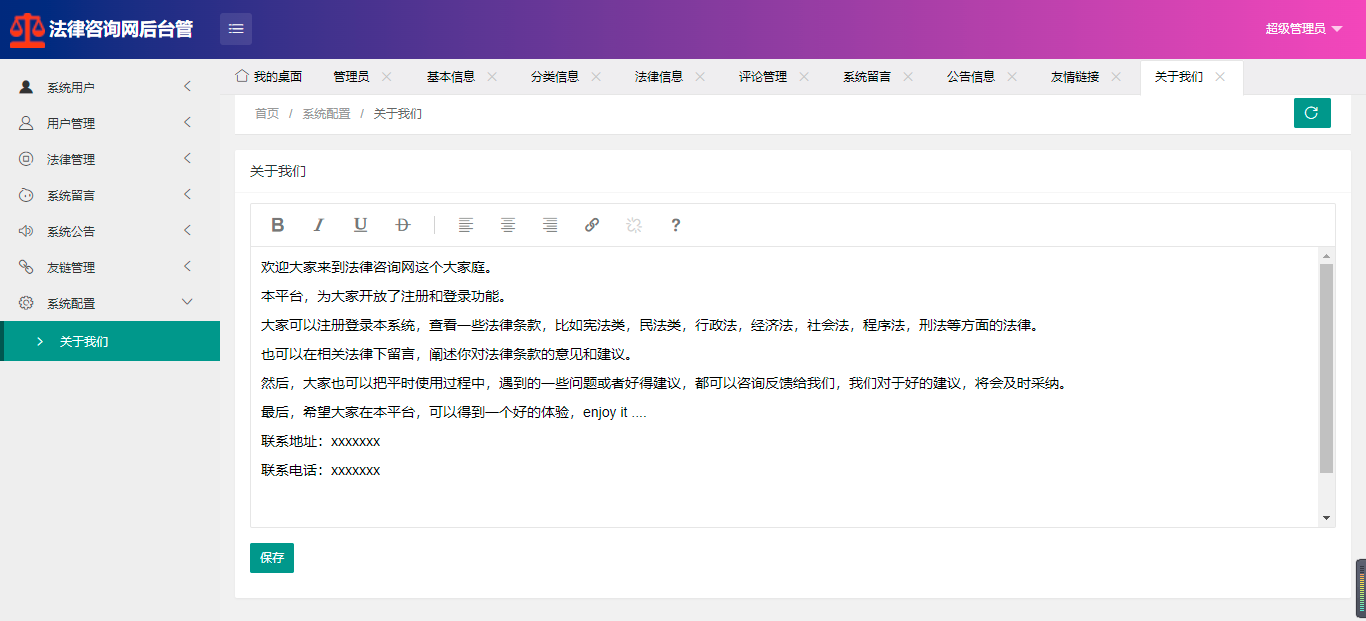 法律咨询网后台管
超级管理员
系统用户
用户管理
法律管理
系统留言
系统公告
友链管理
系统配置
关于我们
我的桌面 管理员 基本信息 分类信息 法律信息 评论管理 系统留言 公告信息 友情链接 关于我们
首页 / 系统配置 / 关于我们
关于我们
B I U D ?
欢迎大家来到法律咨询网这个大家庭。
本平台，为大家开放了注册和登录功能。
大家可以注册登录本系统，查看一些法律条款，比如宪法类，民法类，行政法，经济法，社会法，程序法，刑法等方面的法律。
也可以在相关法律下留言，阐述你对法律条款的意见和建议。
然后，大家也可以把平时使用过程中，遇到的一些问题或者好得建议，都可以咨询反馈给我们，我们对于好的建议，将会及时采纳。
最后，希望大家在本平台，可以得到一个好的体验，enjoy it ....
联系地址：xxxxxxx
联系电话：xxxxxxx
保存